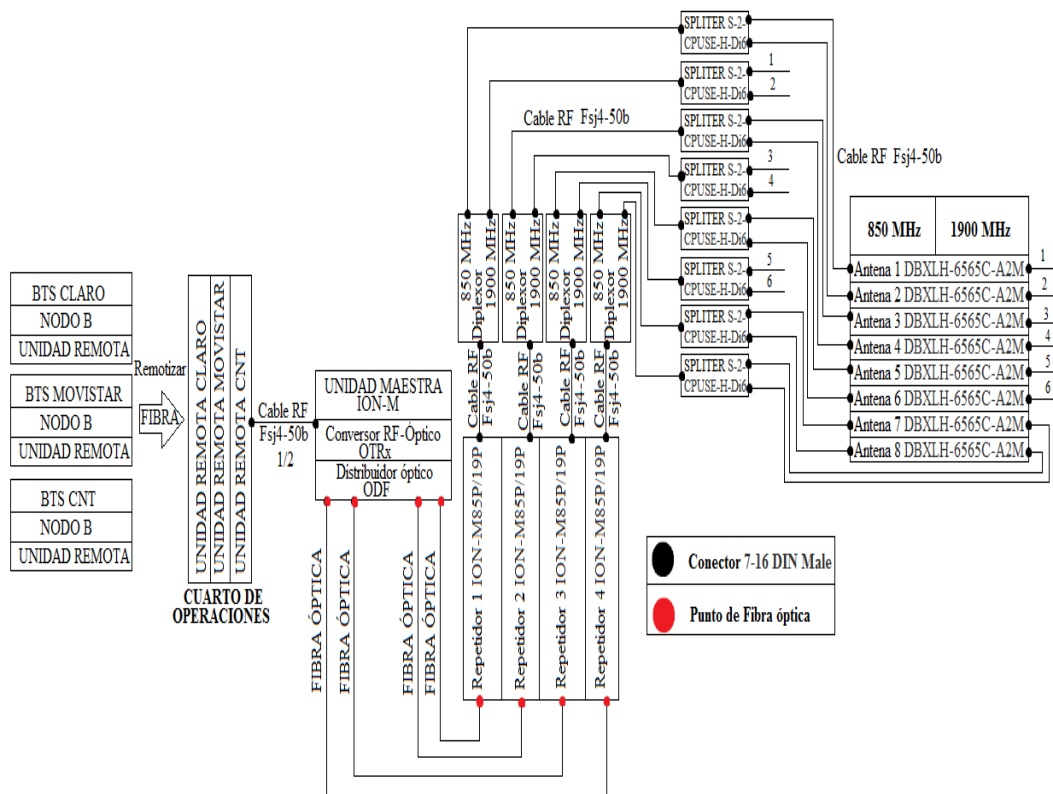 BTS CLARO
NODO B
UNIDAD REMOTA
BTS MOVISTAR
NODO B
UNIDAD REMOTA
BTS CNT
NODO B
UNIDAD REMOTA
Remotizar
FIBRA
UNIDAD REMOTA CLARO
UNIDAD REMOTA MOVISTAR
UNIDAD REMOTA CNT
CUARTO DE
OPERACIONES
Cable RF
Fsj4-50b
1/2
UNIDAD MAESTRA
ION-M
Conversor RF-Óptico
OTRx
Distribuidor óptico
ODF
FIBRA ÓPTICA
FIBRA ÓPTICA
FIBRA ÓPTICA
FIBRA ÓPTICA
850 MHz
Diplexor
1900 MHz
850 MHz
Diplexor
1900 MHz
850 MHz
Diplexor
1900 MHz
850 MHz
Diplexor
1900 MHz
Cable RF
Fsj4-50b
Cable RF
Fsj4-50b
Cable RF
Fsj4-50b
Cable RF
Fsj4-50b
Repetidor 1 ION-M85P/19P
Repetidor 2 ION-M85P/19P
Repetidor 3 ION-M85P/19P
Repetidor 4 ION-M85P/19P
Cable RF Fsj4-50b
SPLITER S-2-
CPUSE-H-Di6
SPLITER S-2-
CPUSE-H-Di6
1
2
SPLITER S-2-
CPUSE-H-Di6
SPLITER S-2-
CPUSE-H-Di6
3
4
SPLITER S-2-
CPUSE-H-Di6
SPLITER S-2-
CPUSE-H-Di6
5
6
SPLITER S-2-
CPUSE-H-Di6
SPLITER S-2-
CPUSE-H-Di6
Cable RF Fsj4-50b
850 MHz
1900 MHz
Antena 1 DBXLH-6565C-A2M
1
Antena 2 DBXLH-6565C-A2M
2
Antena 3 DBXLH-6565C-A2M
3
Antena 4 DBXLH-6565C-A2M
4
Antena 5 DBXLH-6565C-A2M
5
Antena 6 DBXLH-6565C-A2M
6
Antena 7 DBXLH-6565C-A2M
Antena 8 DBXLH-6565C-A2M
Conector 7-16 DIN Male
Punto de Fibra óptica